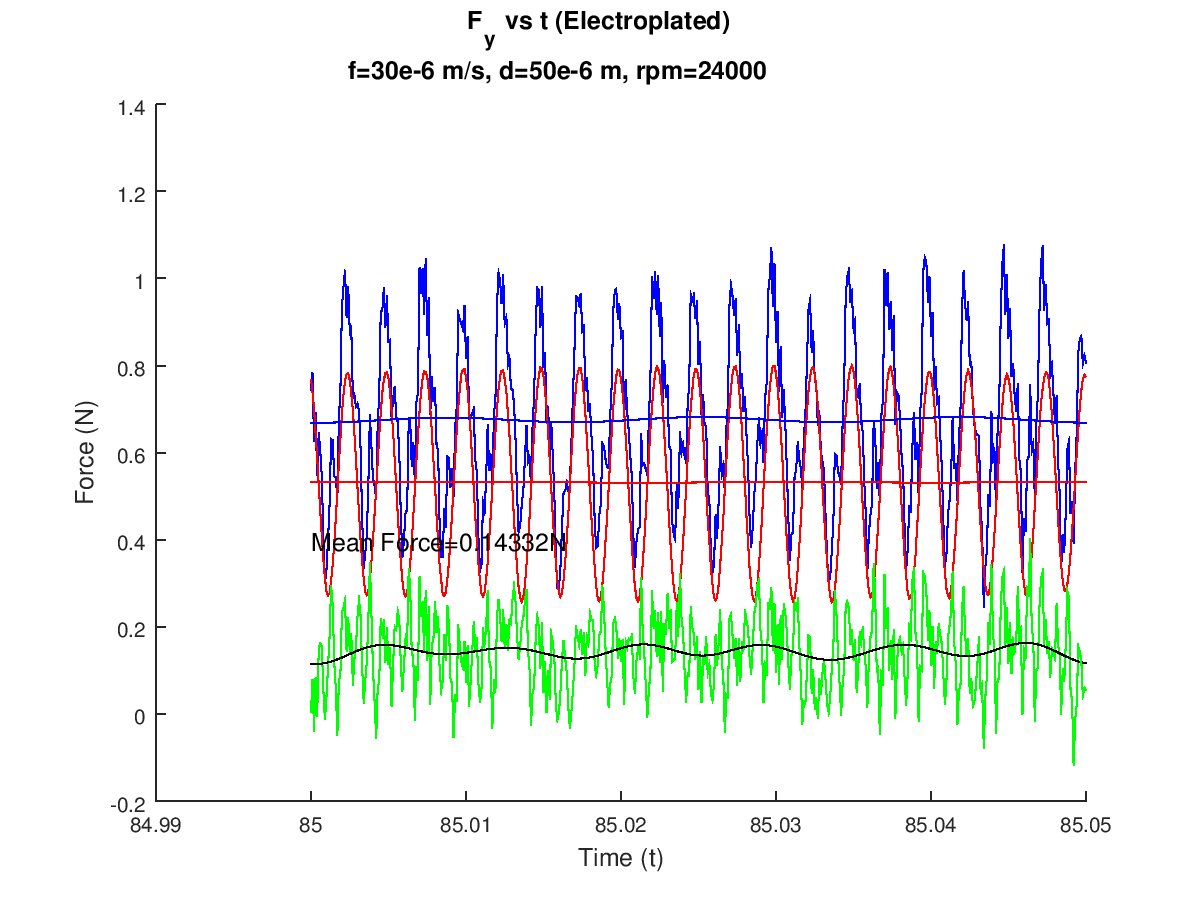 F_y vs t (Electroplated)
f=30e-6 m/s, d=50e-6 m, rpm=24000
1.4
1.2
1
0.8
0.6
0.4
0.2
0
-0.2
Force (N)
Mean Force=0.14332N
84.99 85 85.01 85.02 85.03 85.04 85.05
Time (t)